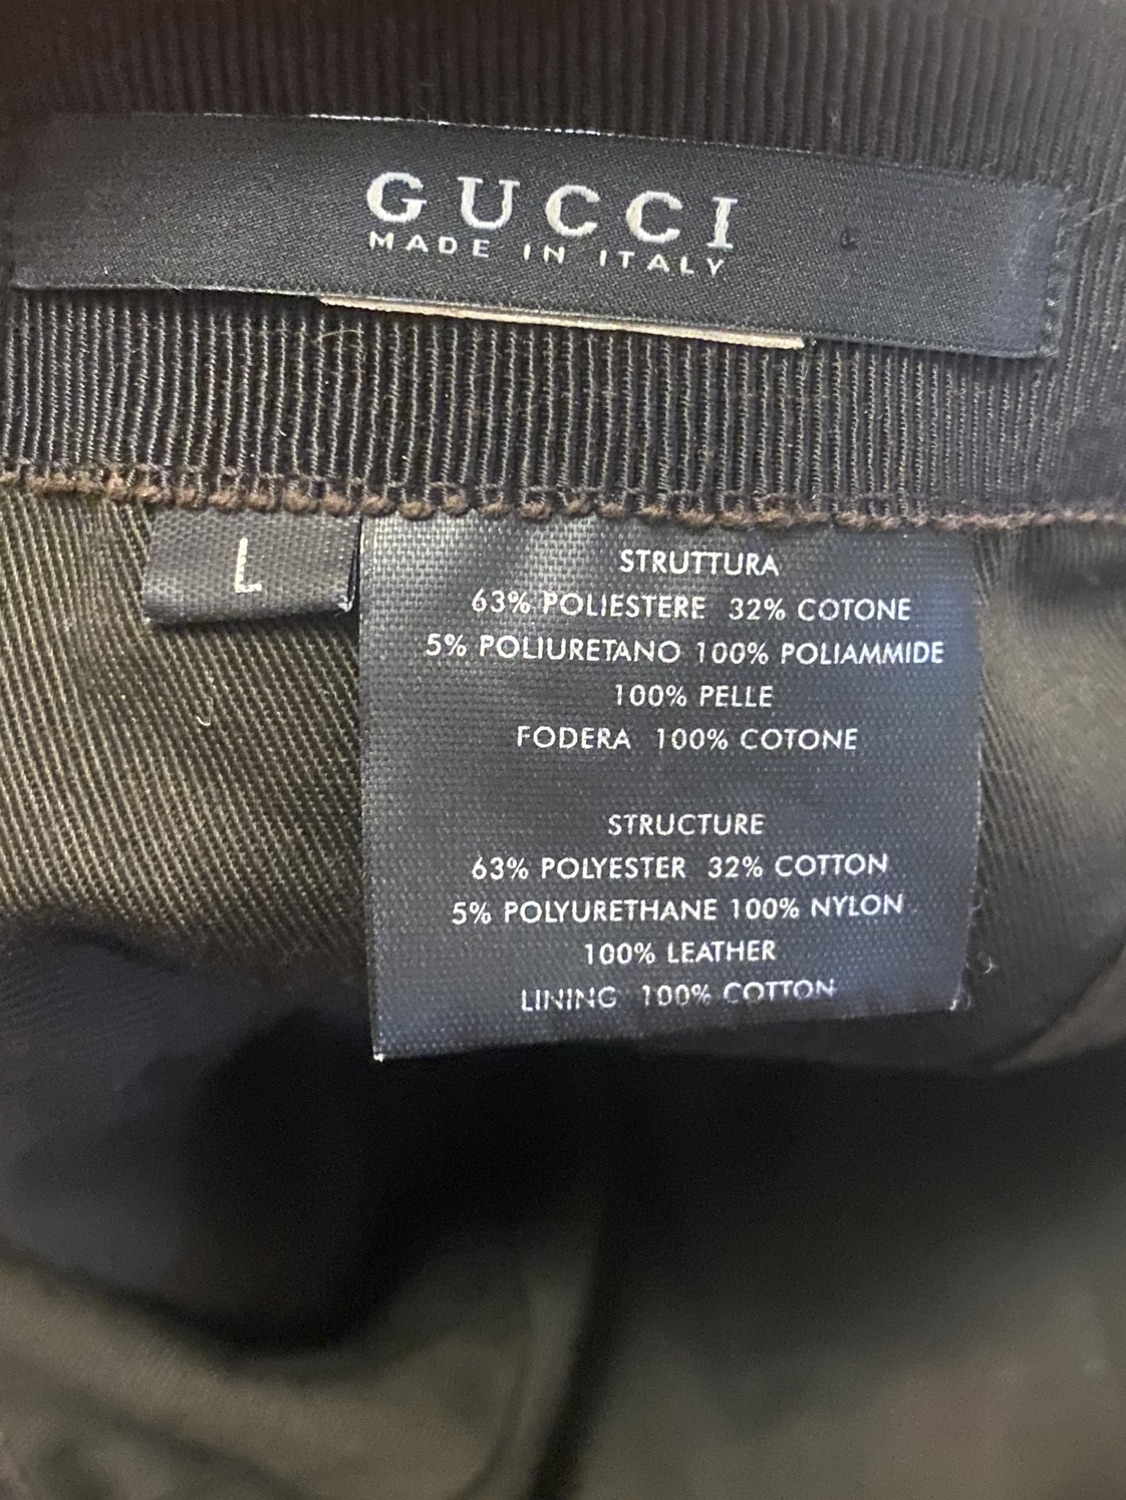 GUCCI
MADE IN ITALY
L
STRUTTURA
63% POLIESTERE 32% COTONE
5% POLIURETANO 100% POLIAMMIDE
100% PELLE
FODERA 100% COTONE
STRUCTURE
63% POLYESTER 32% COTTON
5% POLYURETHANE 100% NYLON
100% LEATHER
LINING 100% COTTON